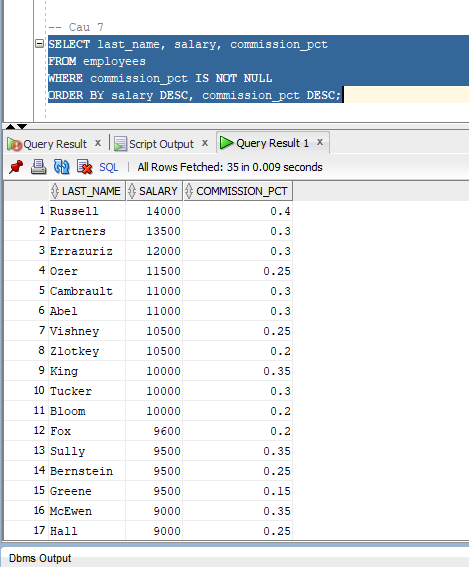 -- Cau 7
SELECT last_name, salary, commission_pct
FROM employees
WHERE commission_pct IS NOT NULL
ORDER BY salary DESC, commission_pct DESC;
Query Result x Script Output x Query Result 1 x
SQL | All Rows Fetched: 35 in 0.009 seconds
LAST_NAME SALARY COMMISSION_PCT
1 Russell 14000 0.4
2 Partners 13500 0.3
3 Errazuriz 12000 0.3
4 Ozer 11500 0.25
5 Cambrault 11000 0.3
6 Abel 11000 0.3
7 Vishney 10500 0.25
8 Zlotkey 10500 0.2
9 King 10000 0.35
10 Tucker 10000 0.3
11 Bloom 10000 0.2
12 Fox 9600 0.2
13 Sully 9500 0.35
14 Bernstein 9500 0.25
15 Greene 9500 0.15
16 McEwen 9000 0.35
17 Hall 9000 0.25
Dbms Output